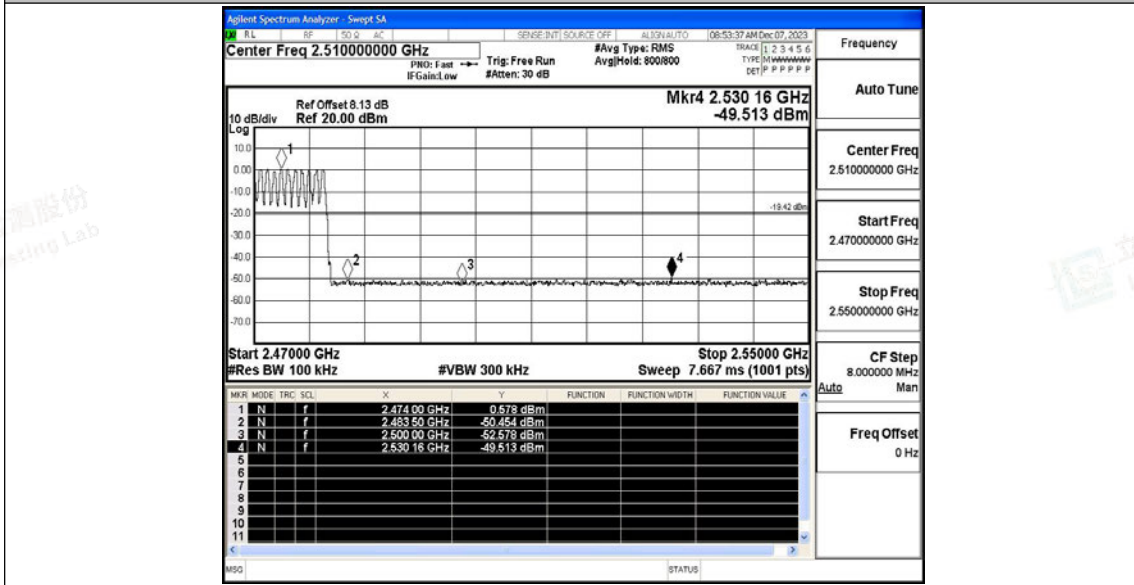 Agilent Spectrum Analyzer - Swept SA
RL RF 50 Ω AC SENSE:INT SOURCE OFF ALIGNAUTO 08:53:37 AM Dec 07, 2023
Center Freq 2.510000000 GHz
PNO: Fast
IFGain:Low
Trig: Free Run
#Atten: 30 dB
#Avg Type: RMS
Avg|Hold: 800/800
TRACE 1 2 3 4 5 6
TYPE M W W W W W
DET P P P P P P
Ref Offset 8.13 dB
10 dB/div Ref 20.00 dBm
Log
Mkr4 2.530 16 GHz
-49.513 dBm
10.0
0.00
-10.0
-20.0
-30.0
-40.0
-50.0
-60.0
-70.0
1
2
3
4
-19.42 dBm
Start 2.47000 GHz Stop 2.55000 GHz
#Res BW 100 kHz #VBW 300 kHz Sweep 7.667 ms (1001 pts)
MKR MODE TRC SCL X Y FUNCTION FUNCTION WIDTH FUNCTION VALUE
1 N f 2.474 00 GHz 0.578 dBm
2 N f 2.483 50 GHz -50.454 dBm
3 N f 2.500 00 GHz -52.578 dBm
4 N f 2.530 16 GHz -49.513 dBm
5
6
7
8
9
10
11
MSG STATUS
Frequency
Auto Tune
Center Freq
2.510000000 GHz
Start Freq
2.470000000 GHz
Stop Freq
2.550000000 GHz
CF Step
8.000000 MHz
Auto Man
Freq Offset
0 Hz
股份
Lab